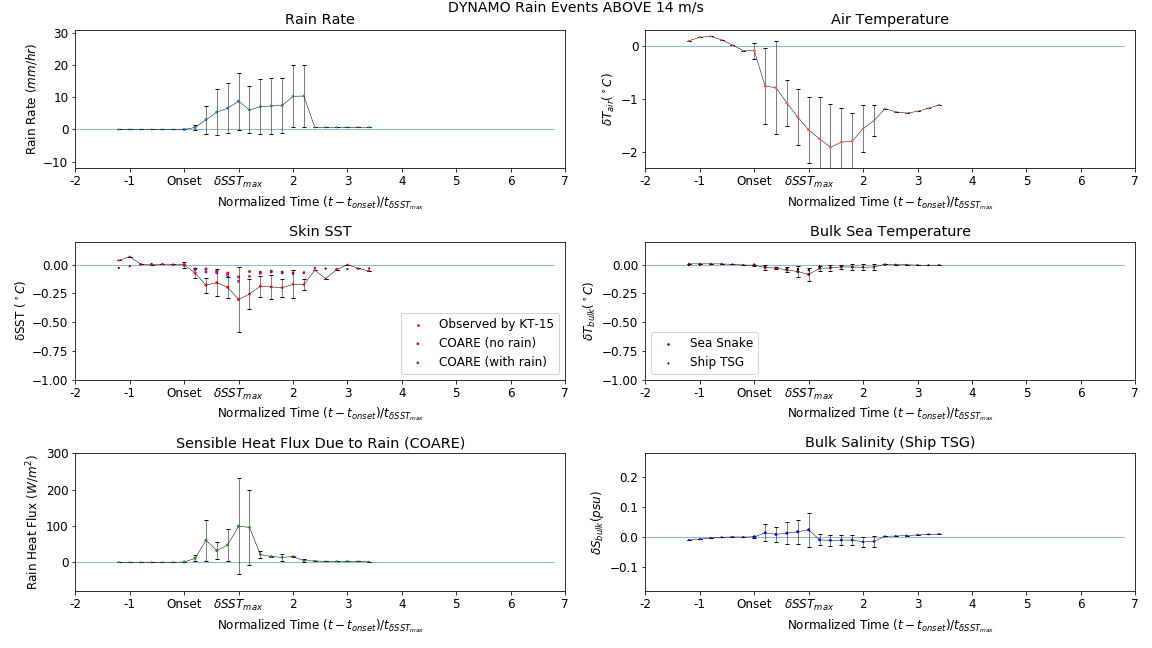 DYNAMO Rain Events ABOVE 14 m/s
Rain Rate
Rain Rate (mm/hr)
30
20
10
0
−10
-2 -1 Onset δSST_max 2 3 4 5 6 7
Normalized Time (t − t_onset)/t_δSST_max
Air Temperature
δT_air(°C)
0
−1
−2
-2 -1 Onset δSST_max 2 3 4 5 6 7
Normalized Time (t − t_onset)/t_δSST_max
Skin SST
δSST (°C)
0.00
−0.25
−0.50
−0.75
−1.00
Observed by KT-15
COARE (no rain)
COARE (with rain)
-2 -1 Onset δSST_max 2 3 4 5 6 7
Normalized Time (t − t_onset)/t_δSST_max
Bulk Sea Temperature
δT_bulk(°C)
0.00
−0.25
−0.50
−0.75
−1.00
Sea Snake
Ship TSG
-2 -1 Onset δSST_max 2 3 4 5 6 7
Normalized Time (t − t_onset)/t_δSST_max
Sensible Heat Flux Due to Rain (COARE)
Rain Heat Flux (W/m²)
300
200
100
0
-2 -1 Onset δSST_max 2 3 4 5 6 7
Normalized Time (t − t_onset)/t_δSST_max
Bulk Salinity (Ship TSG)
δS_bulk(psu)
0.2
0.1
0.0
−0.1
-2 -1 Onset δSST_max 2 3 4 5 6 7
Normalized Time (t − t_onset)/t_δSST_max